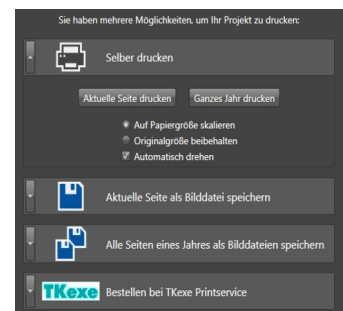 Sie haben mehrere Möglichkeiten, um Ihr Projekt zu drucken:
Selber drucken
Aktuelle Seite drucken Ganzes Jahr drucken
Auf Papiergröße skalieren
Originalgröße beibehalten
Automatisch drehen
Aktuelle Seite als Bilddatei speichern
Alle Seiten eines Jahres als Bilddateien speichern
TKexe Bestellen bei TKexe Printservice